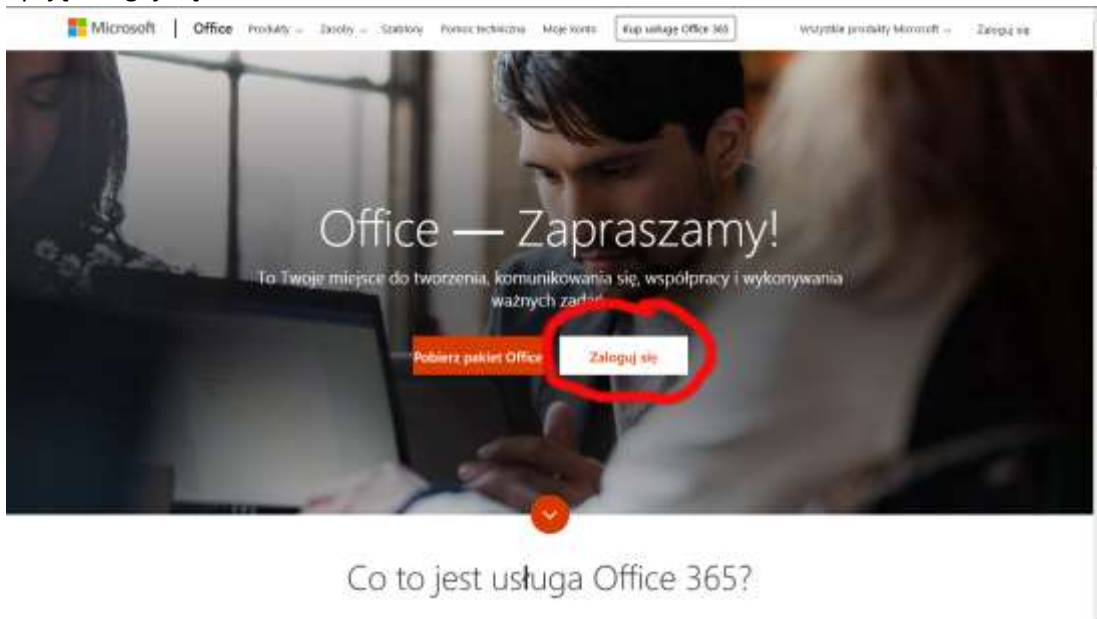 Microsoft | Office Produkty Zasoby Szablony Pomoc techniczna Moje konto Kup usługę Office 365 Wszystkie produkty Microsoft Zaloguj się
Office — Zapraszamy!
To Twoje miejsce do tworzenia, komunikowania się, współpracy i wykonywania
ważnych zadań
Pobierz pakiet Office Zaloguj się
Co to jest usługa Office 365?